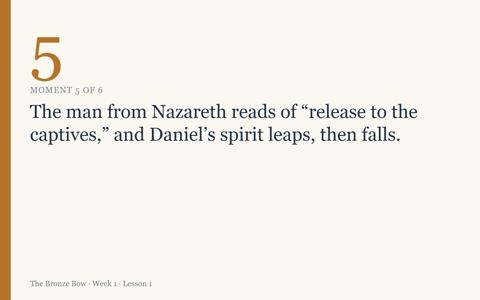 5
MOMENT 5 OF 6
The man from Nazareth reads of “release to the
captives,” and Daniel’s spirit leaps, then falls.
The Bronze Bow · Week 1 · Lesson 1